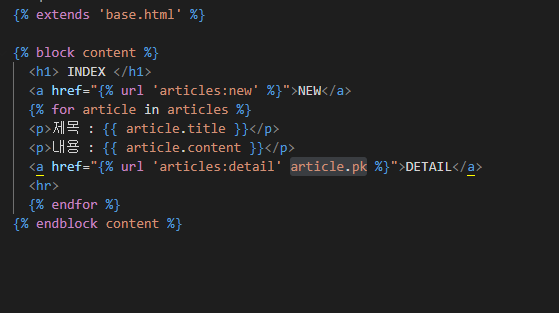 {% extends 'base.html' %}
{% block content %}
<h1> INDEX </h1>
<a href="{% url 'articles:new' %}">NEW</a>
{% for article in articles %}
<p>제목 : {{ article.title }}</p>
<p>내용 : {{ article.content }}</p>
<a href="{% url 'articles:detail' article.pk %}">DETAIL</a>
<hr>
{% endfor %}
{% endblock content %}